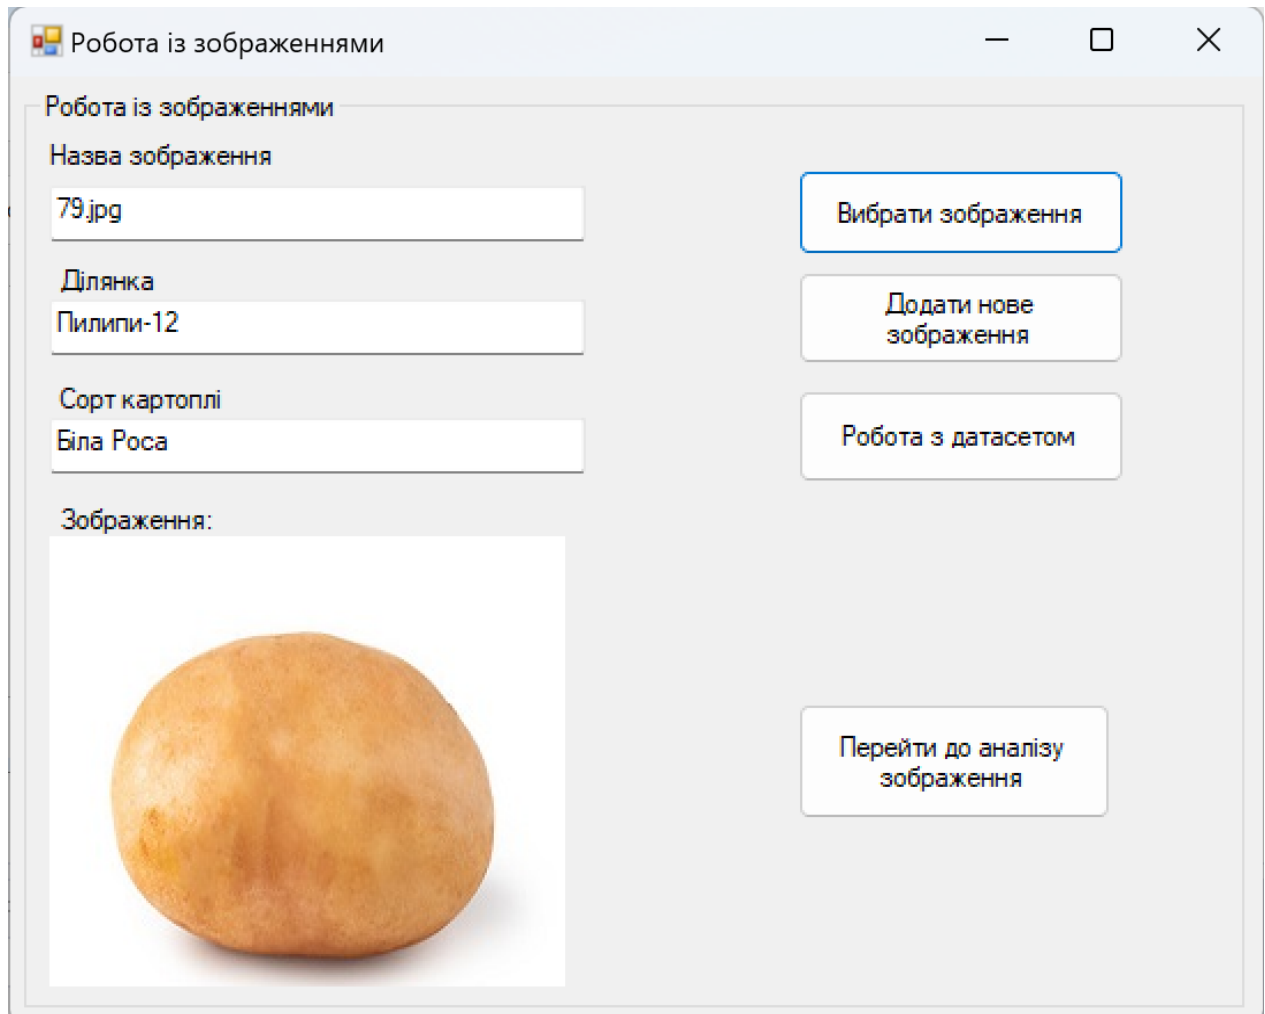 Робота із зображеннями
Робота із зображеннями
Назва зображення
79.jpg
Вибрати зображення
Ділянка
Пилипи-12
Додати нове
зображення
Сорт картоплі
Біла Роса
Робота з датасетом
Зображення:
Перейти до аналізу
зображення